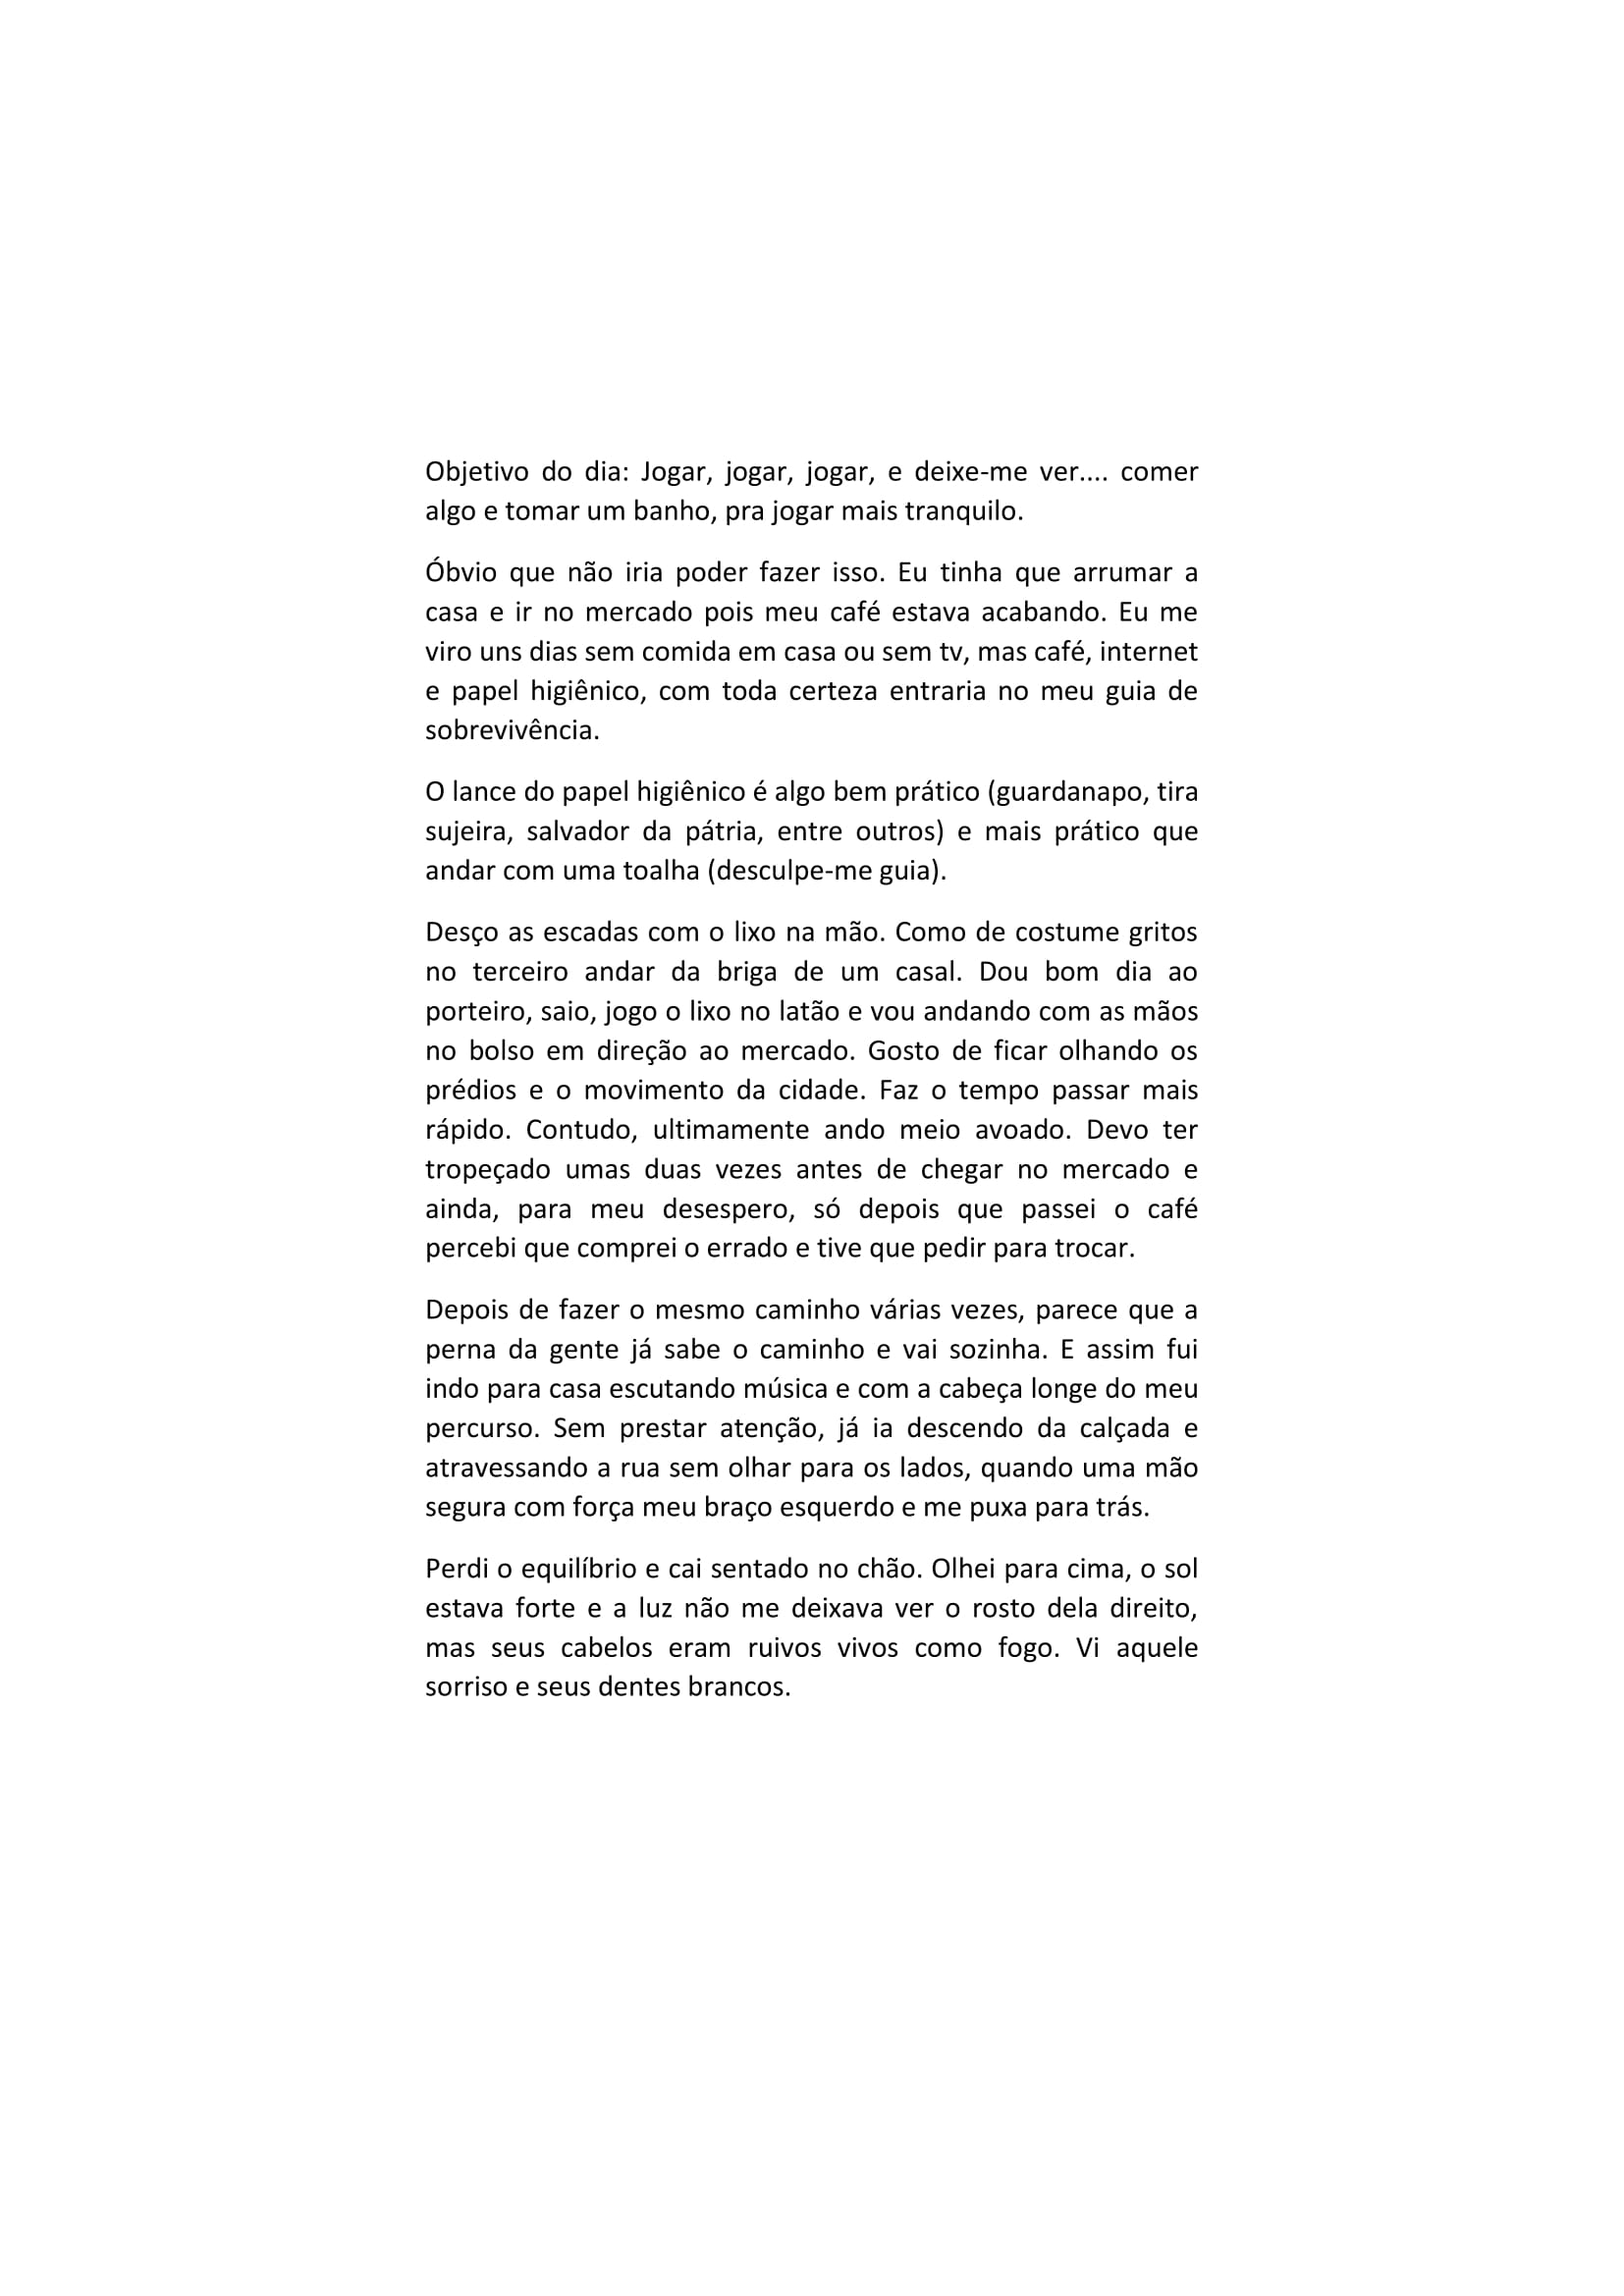 Objetivo do dia: Jogar, jogar, jogar, e deixe-me ver.... comer
algo e tomar um banho, pra jogar mais tranquilo.
Óbvio que não iria poder fazer isso. Eu tinha que arrumar a
casa e ir no mercado pois meu café estava acabando. Eu me
viro uns dias sem comida em casa ou sem tv, mas café, internet
e papel higiênico, com toda certeza entraria no meu guia de
sobrevivência.
O lance do papel higiênico é algo bem prático (guardanapo, tira
sujeira, salvador da pátria, entre outros) e mais prático que
andar com uma toalha (desculpe-me guia).
Desço as escadas com o lixo na mão. Como de costume gritos
no terceiro andar da briga de um casal. Dou bom dia ao
porteiro, saio, jogo o lixo no latão e vou andando com as mãos
no bolso em direção ao mercado. Gosto de ficar olhando os
prédios e o movimento da cidade. Faz o tempo passar mais
rápido. Contudo, ultimamente ando meio avoado. Devo ter
tropeçado umas duas vezes antes de chegar no mercado e
ainda, para meu desespero, só depois que passei o café
percebi que comprei o errado e tive que pedir para trocar.
Depois de fazer o mesmo caminho várias vezes, parece que a
perna da gente já sabe o caminho e vai sozinha. E assim fui
indo para casa escutando música e com a cabeça longe do meu
percurso. Sem prestar atenção, já ia descendo da calçada e
atravessando a rua sem olhar para os lados, quando uma mão
segura com força meu braço esquerdo e me puxa para trás.
Perdi o equilíbrio e cai sentado no chão. Olhei para cima, o sol
estava forte e a luz não me deixava ver o rosto dela direito,
mas seus cabelos eram ruivos vivos como fogo. Vi aquele
sorriso e seus dentes brancos.